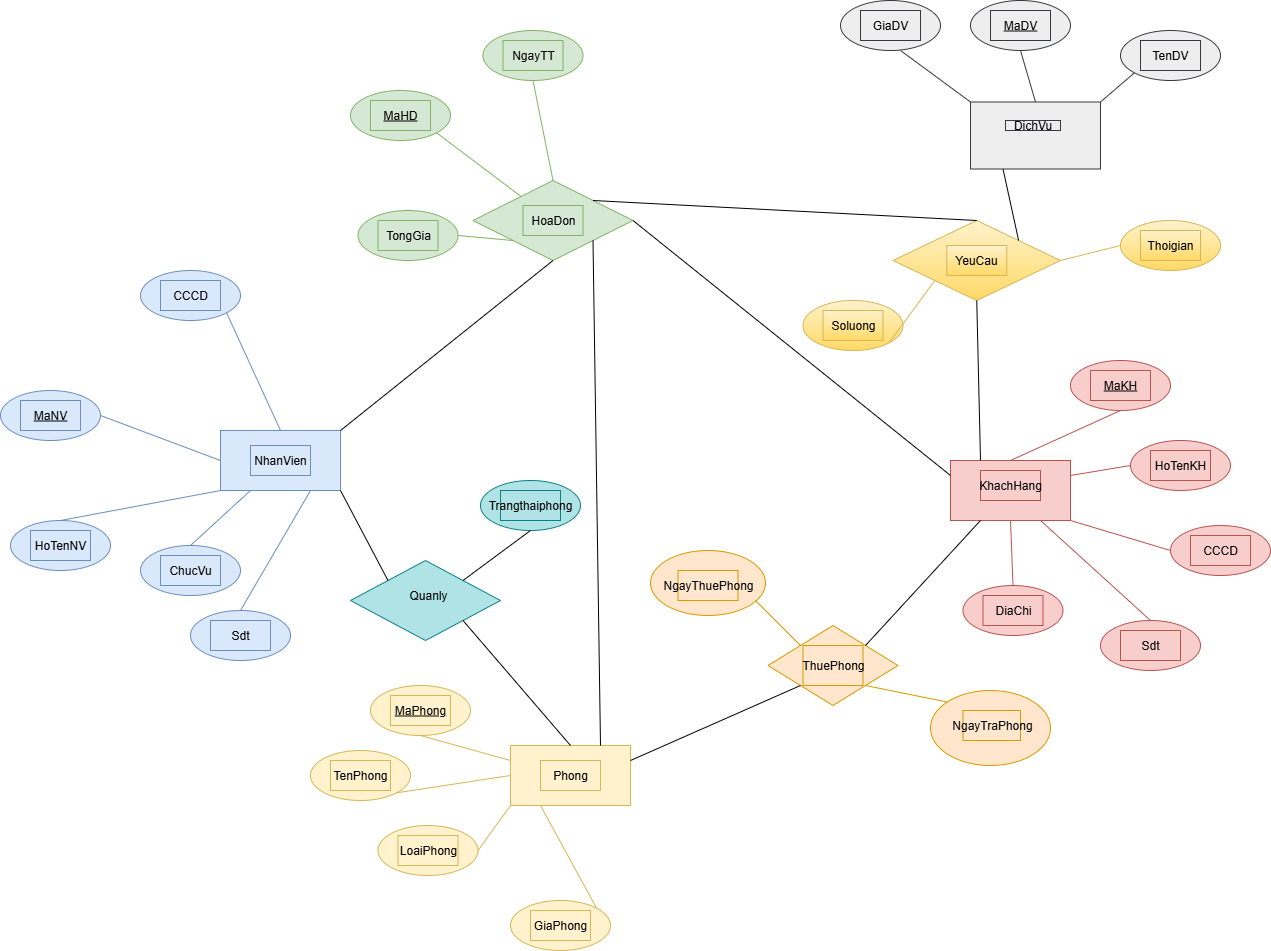 GiaDV
MaDV
TenDV
NgayTT
MaHD
DichVu
HoaDon
TongGia
Thoigian
YeuCau
CCCD
Soluong
MaKH
MaNV
NhanVien
HoTenKH
KhachHang
Trangthaiphong
HoTenNV
CCCD
ChucVu
NgayThuePhong
Quanly
DiaChi
Sdt
Sdt
ThuePhong
MaPhong
NgayTraPhong
TenPhong
Phong
LoaiPhong
GiaPhong